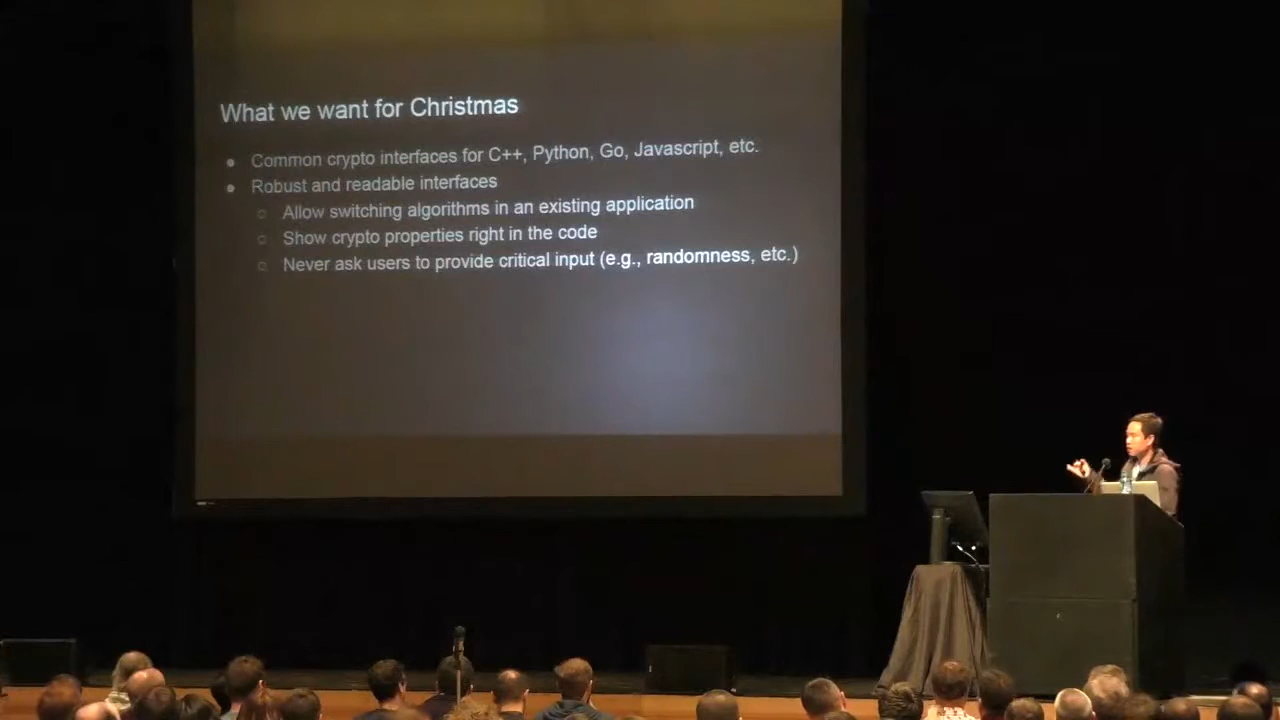 What we want for Christmas
● Common crypto interfaces for C++, Python, Go, Javascript, etc.
● Robust and readable interfaces
○ Allow switching algorithms in an existing application
○ Show crypto properties right in the code
○ Never ask users to provide critical input (e.g., randomness, etc.)